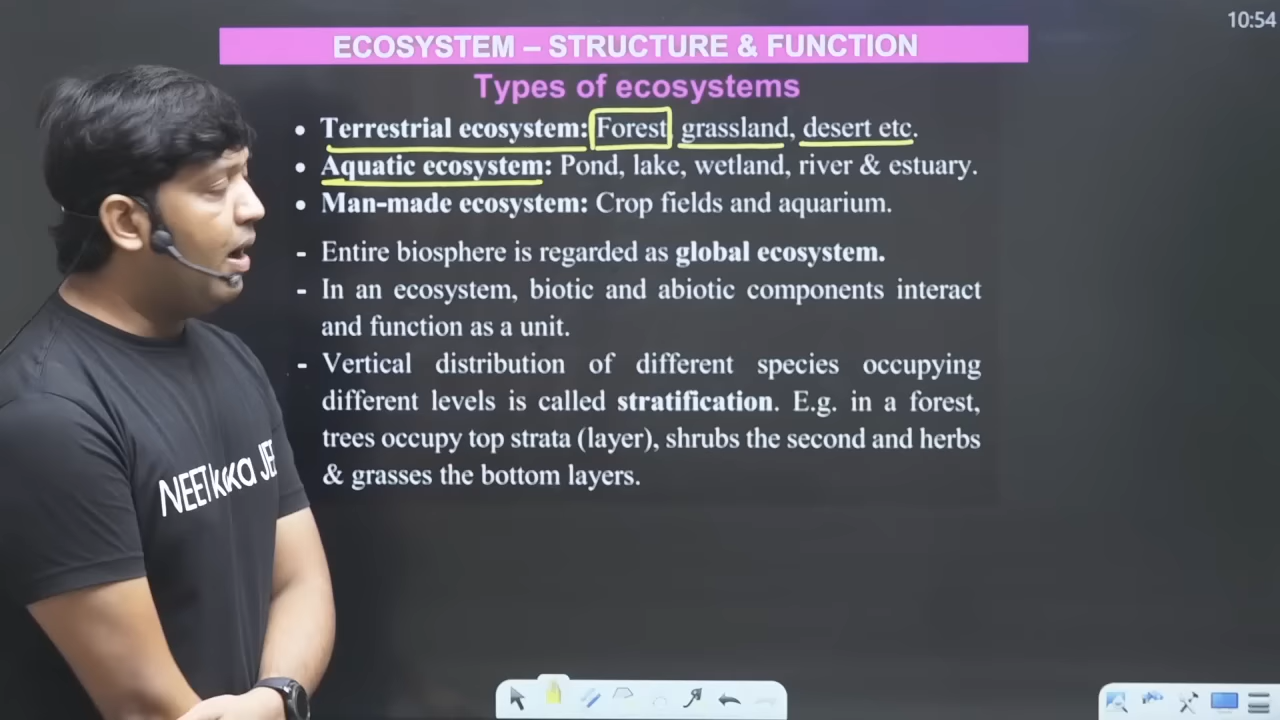 10:54
ECOSYSTEM – STRUCTURE & FUNCTION
Types of ecosystems
• Terrestrial ecosystem: Forest, grassland, desert etc.
• Aquatic ecosystem: Pond, lake, wetland, river & estuary.
• Man-made ecosystem: Crop fields and aquarium.
- Entire biosphere is regarded as global ecosystem.
- In an ecosystem, biotic and abiotic components interact
and function as a unit.
- Vertical distribution of different species occupying
different levels is called stratification. E.g. in a forest,
trees occupy top strata (layer), shrubs the second and herbs
& grasses the bottom layers.
NEET kaka JEE